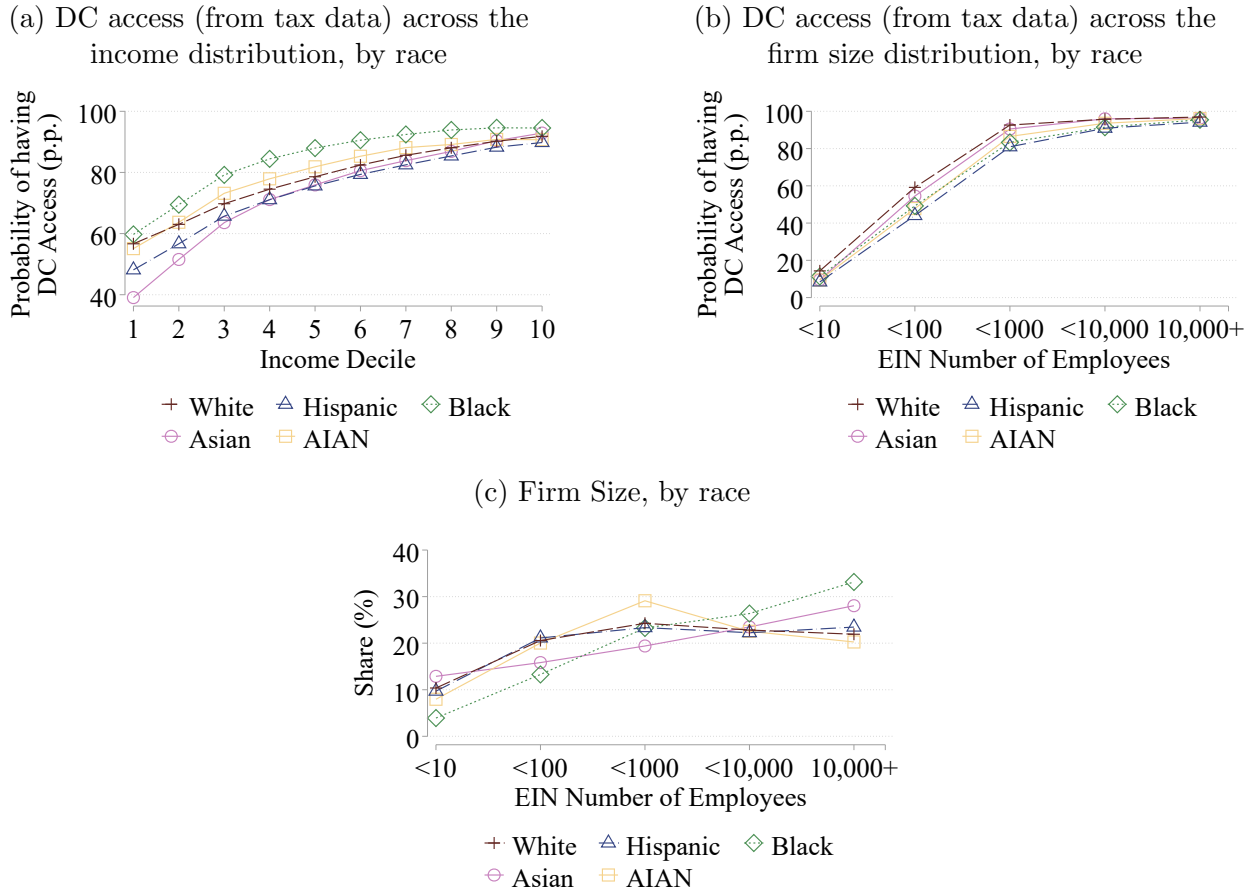 (a) DC access (from tax data) across the
income distribution, by race
Probability of having
DC Access (p.p.)
100
80
60
40
1 2 3 4 5 6 7 8 9 10
Income Decile
White Hispanic Black
Asian AIAN
(b) DC access (from tax data) across the
firm size distribution, by race
Probability of having
DC Access (p.p.)
100
80
60
40
20
0
<10 <100 <1000 <10,000 10,000+
EIN Number of Employees
White Hispanic Black
Asian AIAN
(c) Firm Size, by race
Share (%)
40
30
20
10
0
<10 <100 <1000 <10,000 10,000+
EIN Number of Employees
White Hispanic Black
Asian AIAN